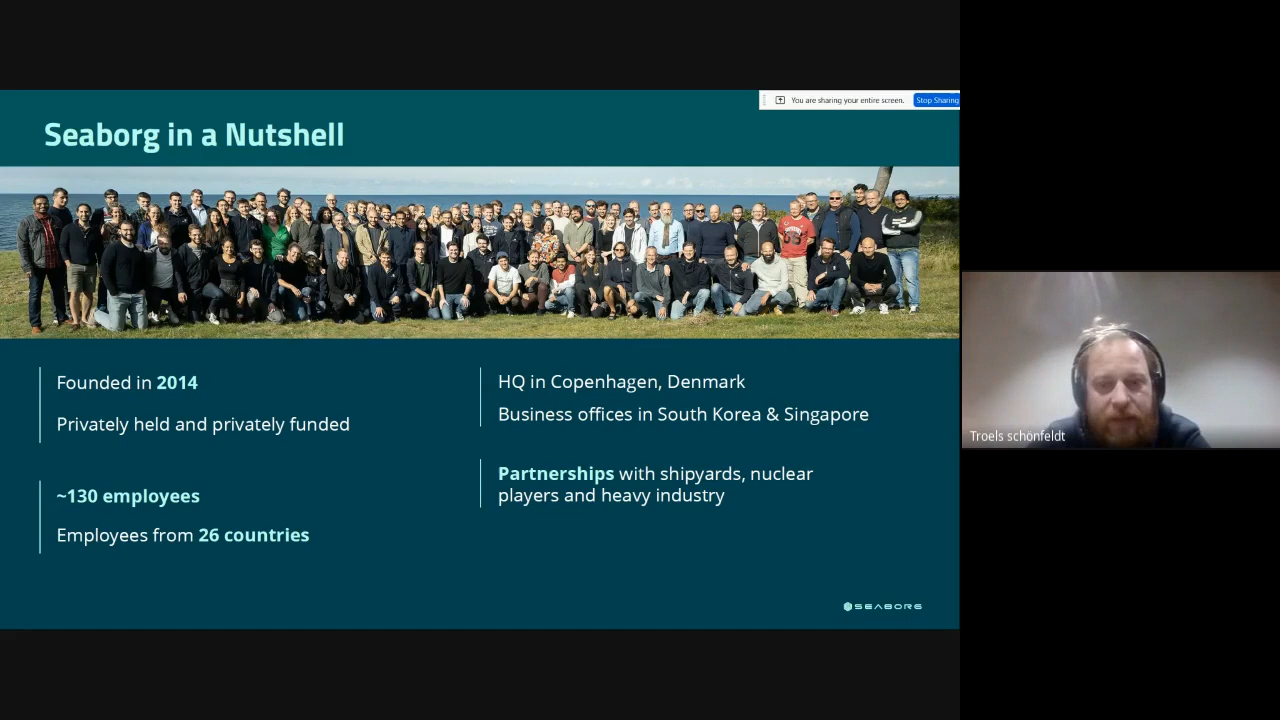 You are sharing your entire screen.
Stop Sharing
Seaborg in a Nutshell
Founded in 2014
Privately held and privately funded
~130 employees
Employees from 26 countries
HQ in Copenhagen, Denmark
Business offices in South Korea & Singapore
Partnerships with shipyards, nuclear
players and heavy industry
SEABORG
Troels schönfeldt